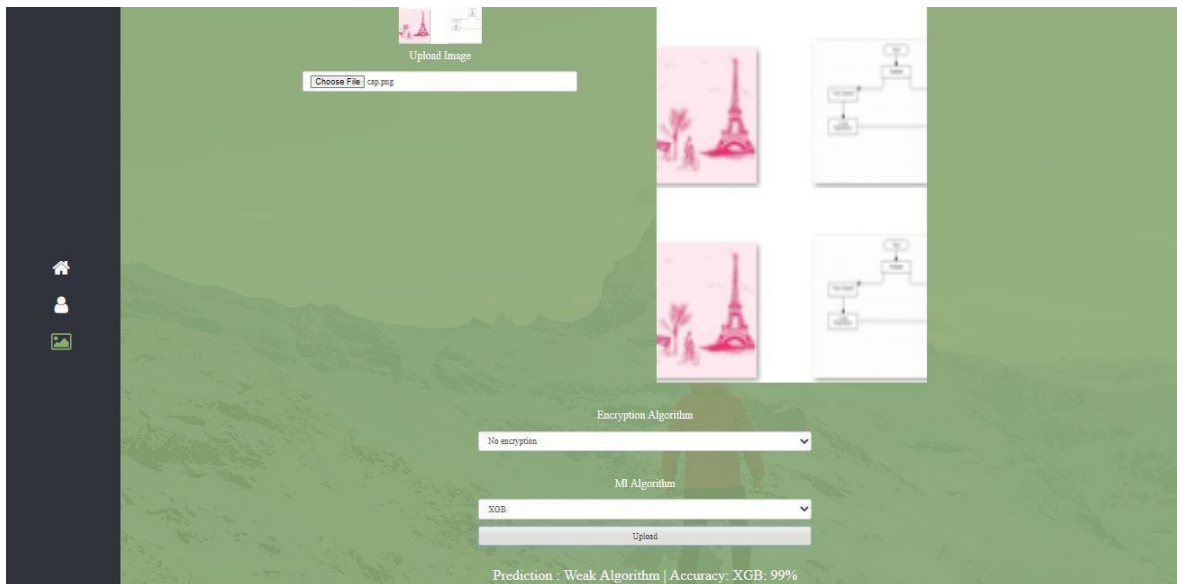 Upload Image
Choose File cap.png
Encryption Algorithm
No encryption
Ml Algorithm
XGB
Upload
Prediction : Weak Algorithm | Accuracy: XGB: 99%